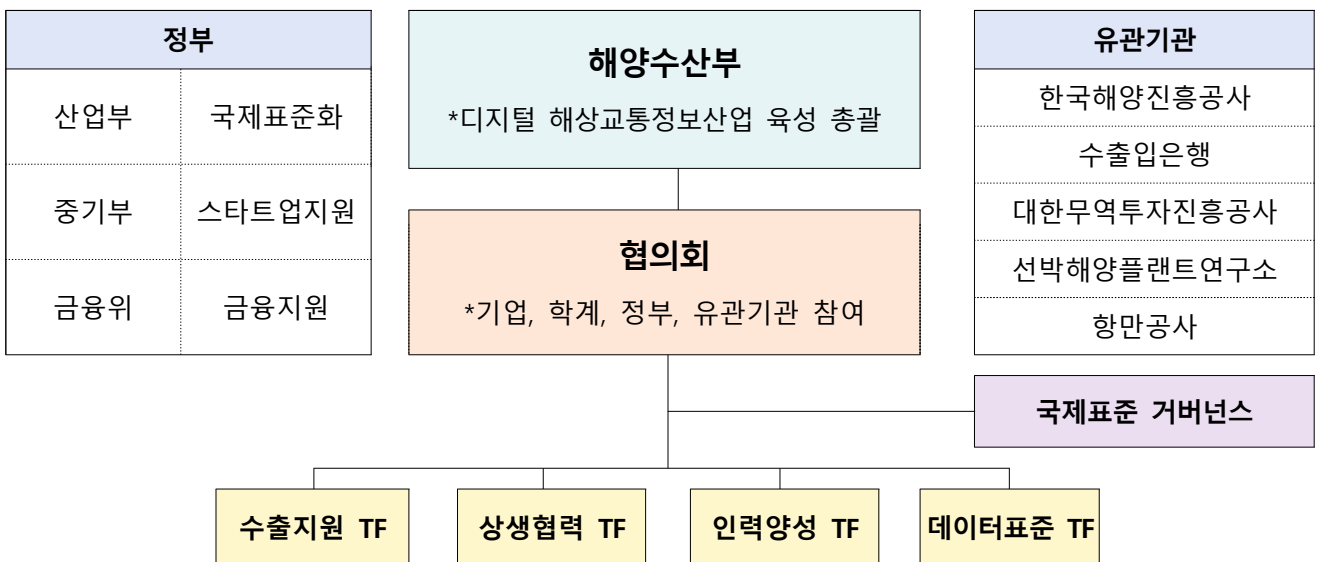 정부
산업부 국제표준화
중기부 스타트업지원
금융위 금융지원
해양수산부
*디지털 해상교통정보산업 육성 총괄
협의회
*기업, 학계, 정부, 유관기관 참여
유관기관
한국해양진흥공사
수출입은행
대한무역투자진흥공사
선박해양플랜트연구소
항만공사
국제표준 거버넌스
수출지원 TF
상생협력 TF
인력양성 TF
데이터표준 TF